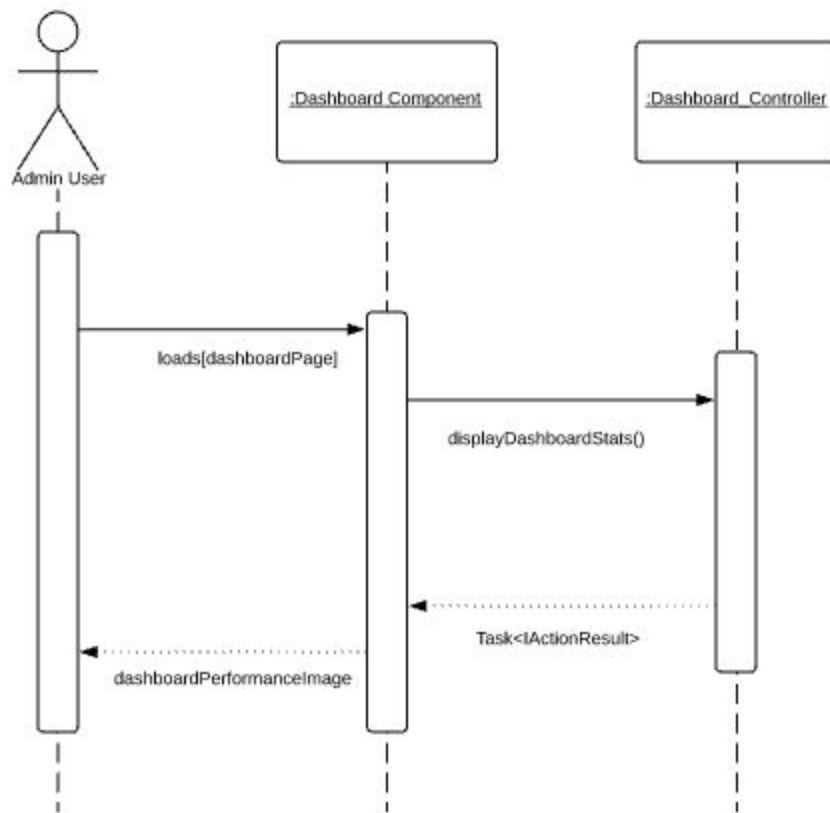 :Dashboard Component
:Dashboard_Controller
Admin User
loads[dashboardPage]
displayDashboardStats()
Task<IActionResult>
dashboardPerformanceImage